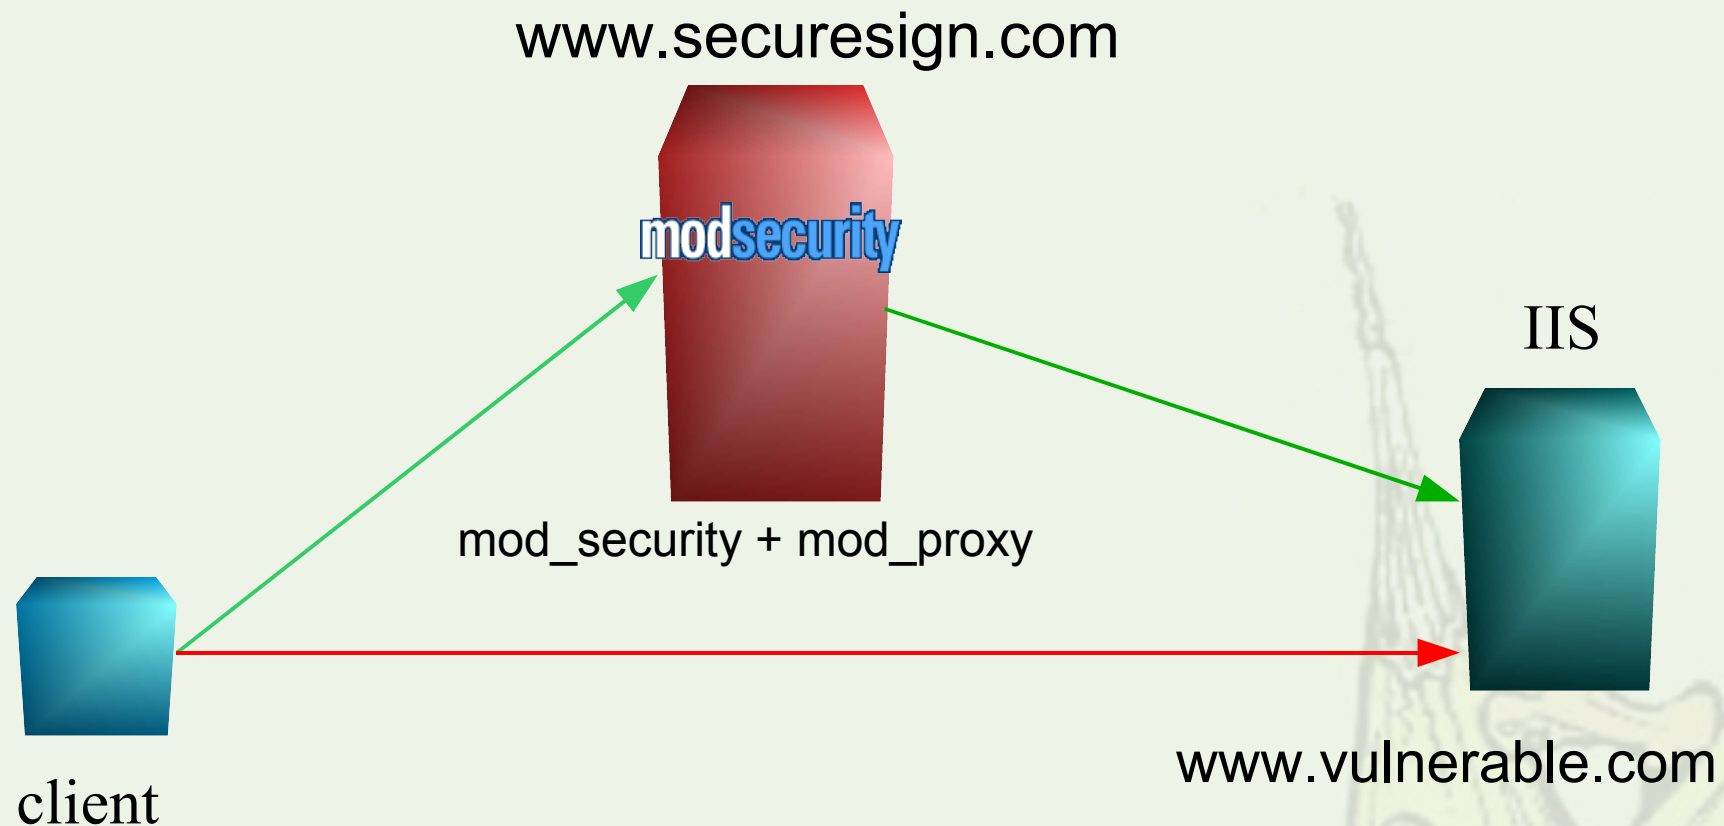 www.securesign.com
modsecurity
IIS
mod_security + mod_proxy
www.vulnerable.com
client